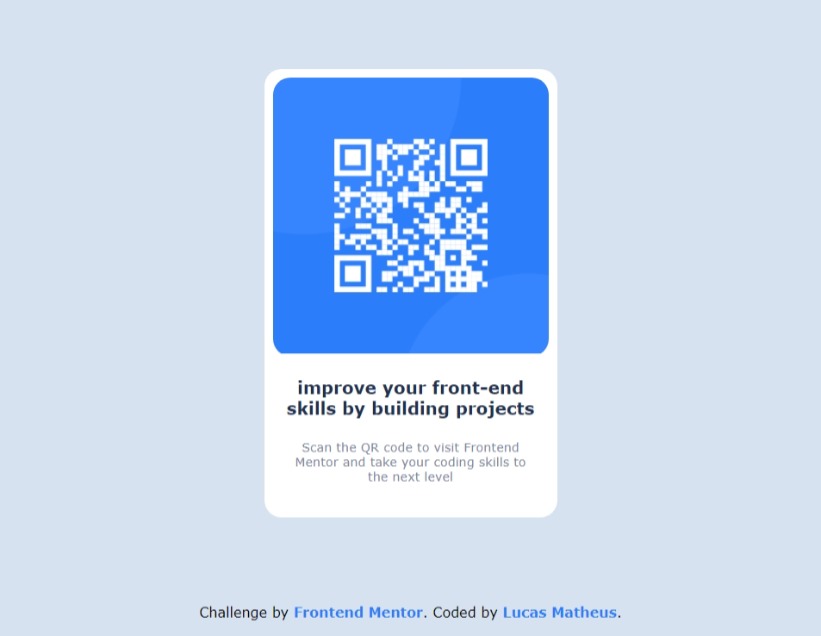 improve your front-end
skills by building projects
Scan the QR code to visit Frontend
Mentor and take your coding skills to
the next level
Challenge by Frontend Mentor. Coded by Lucas Matheus.